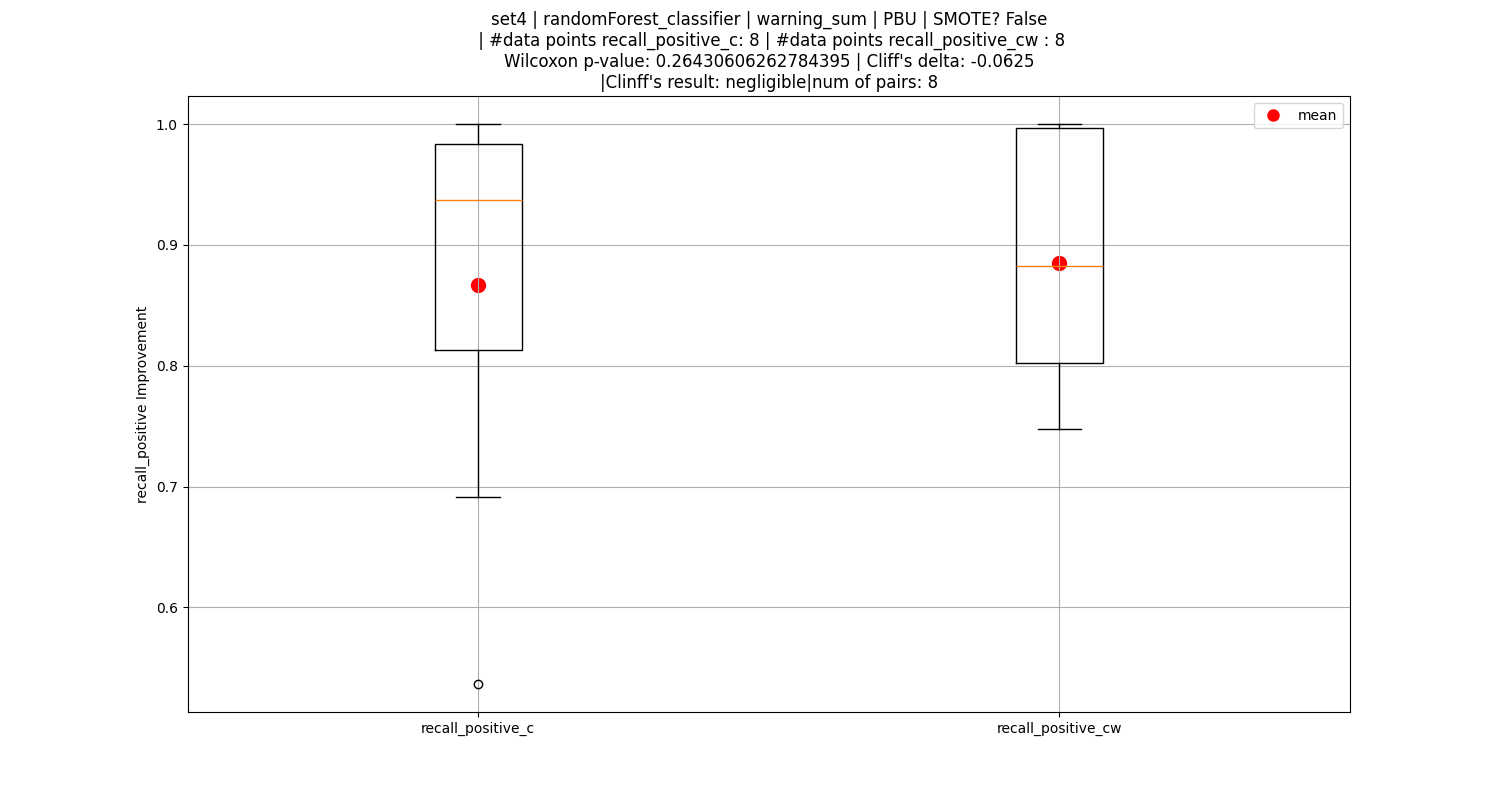 set4 | randomForest_classifier | warning_sum | PBU | SMOTE? False
| #data points recall_positive_c: 8 | #data points recall_positive_cw : 8
Wilcoxon p-value: 0.26430606262784395 | Cliff's delta: -0.0625
|Clinff's result: negligible|num of pairs: 8
mean
1.0
0.9
0.8
0.7
0.6
recall_positive Improvement
recall_positive_c
recall_positive_cw